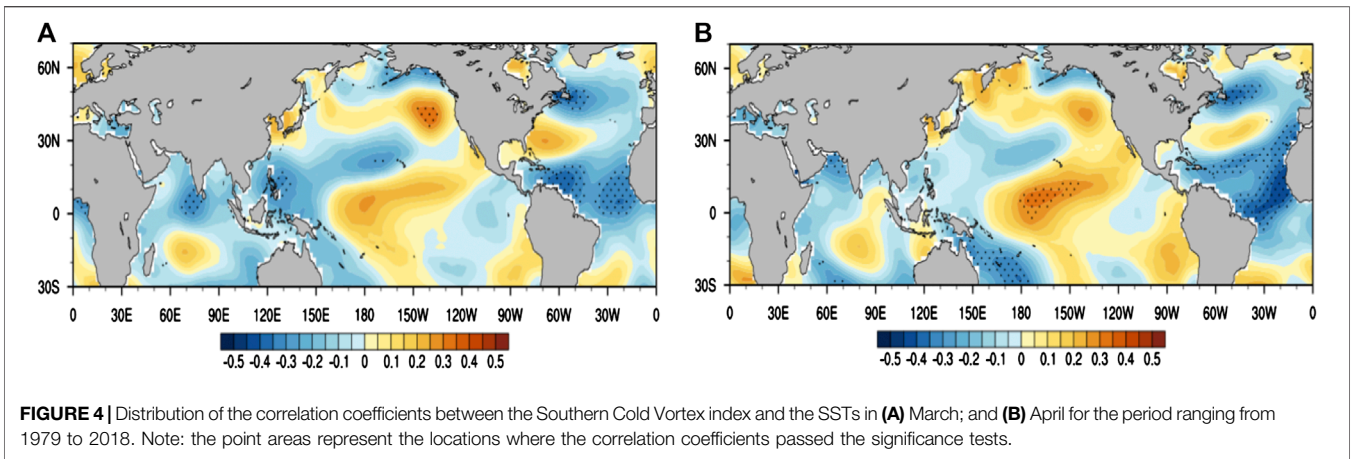 A
B
60N
30N
0
30S
0 30E 60E 90E 120E 150E 180 150W 120W 90W 60W 30W 0
-0.5 -0.4 -0.3 -0.2 -0.1 0 0.1 0.2 0.3 0.4 0.5
60N
30N
0
30S
0 30E 60E 90E 120E 150E 180 150W 120W 90W 60W 30W 0
-0.5 -0.4 -0.3 -0.2 -0.1 0 0.1 0.2 0.3 0.4 0.5
FIGURE 4 | Distribution of the correlation coefficients between the Southern Cold Vortex index and the SSTs in (A) March; and (B) April for the period ranging from
1979 to 2018. Note: the point areas represent the locations where the correlation coefficients passed the significance tests.